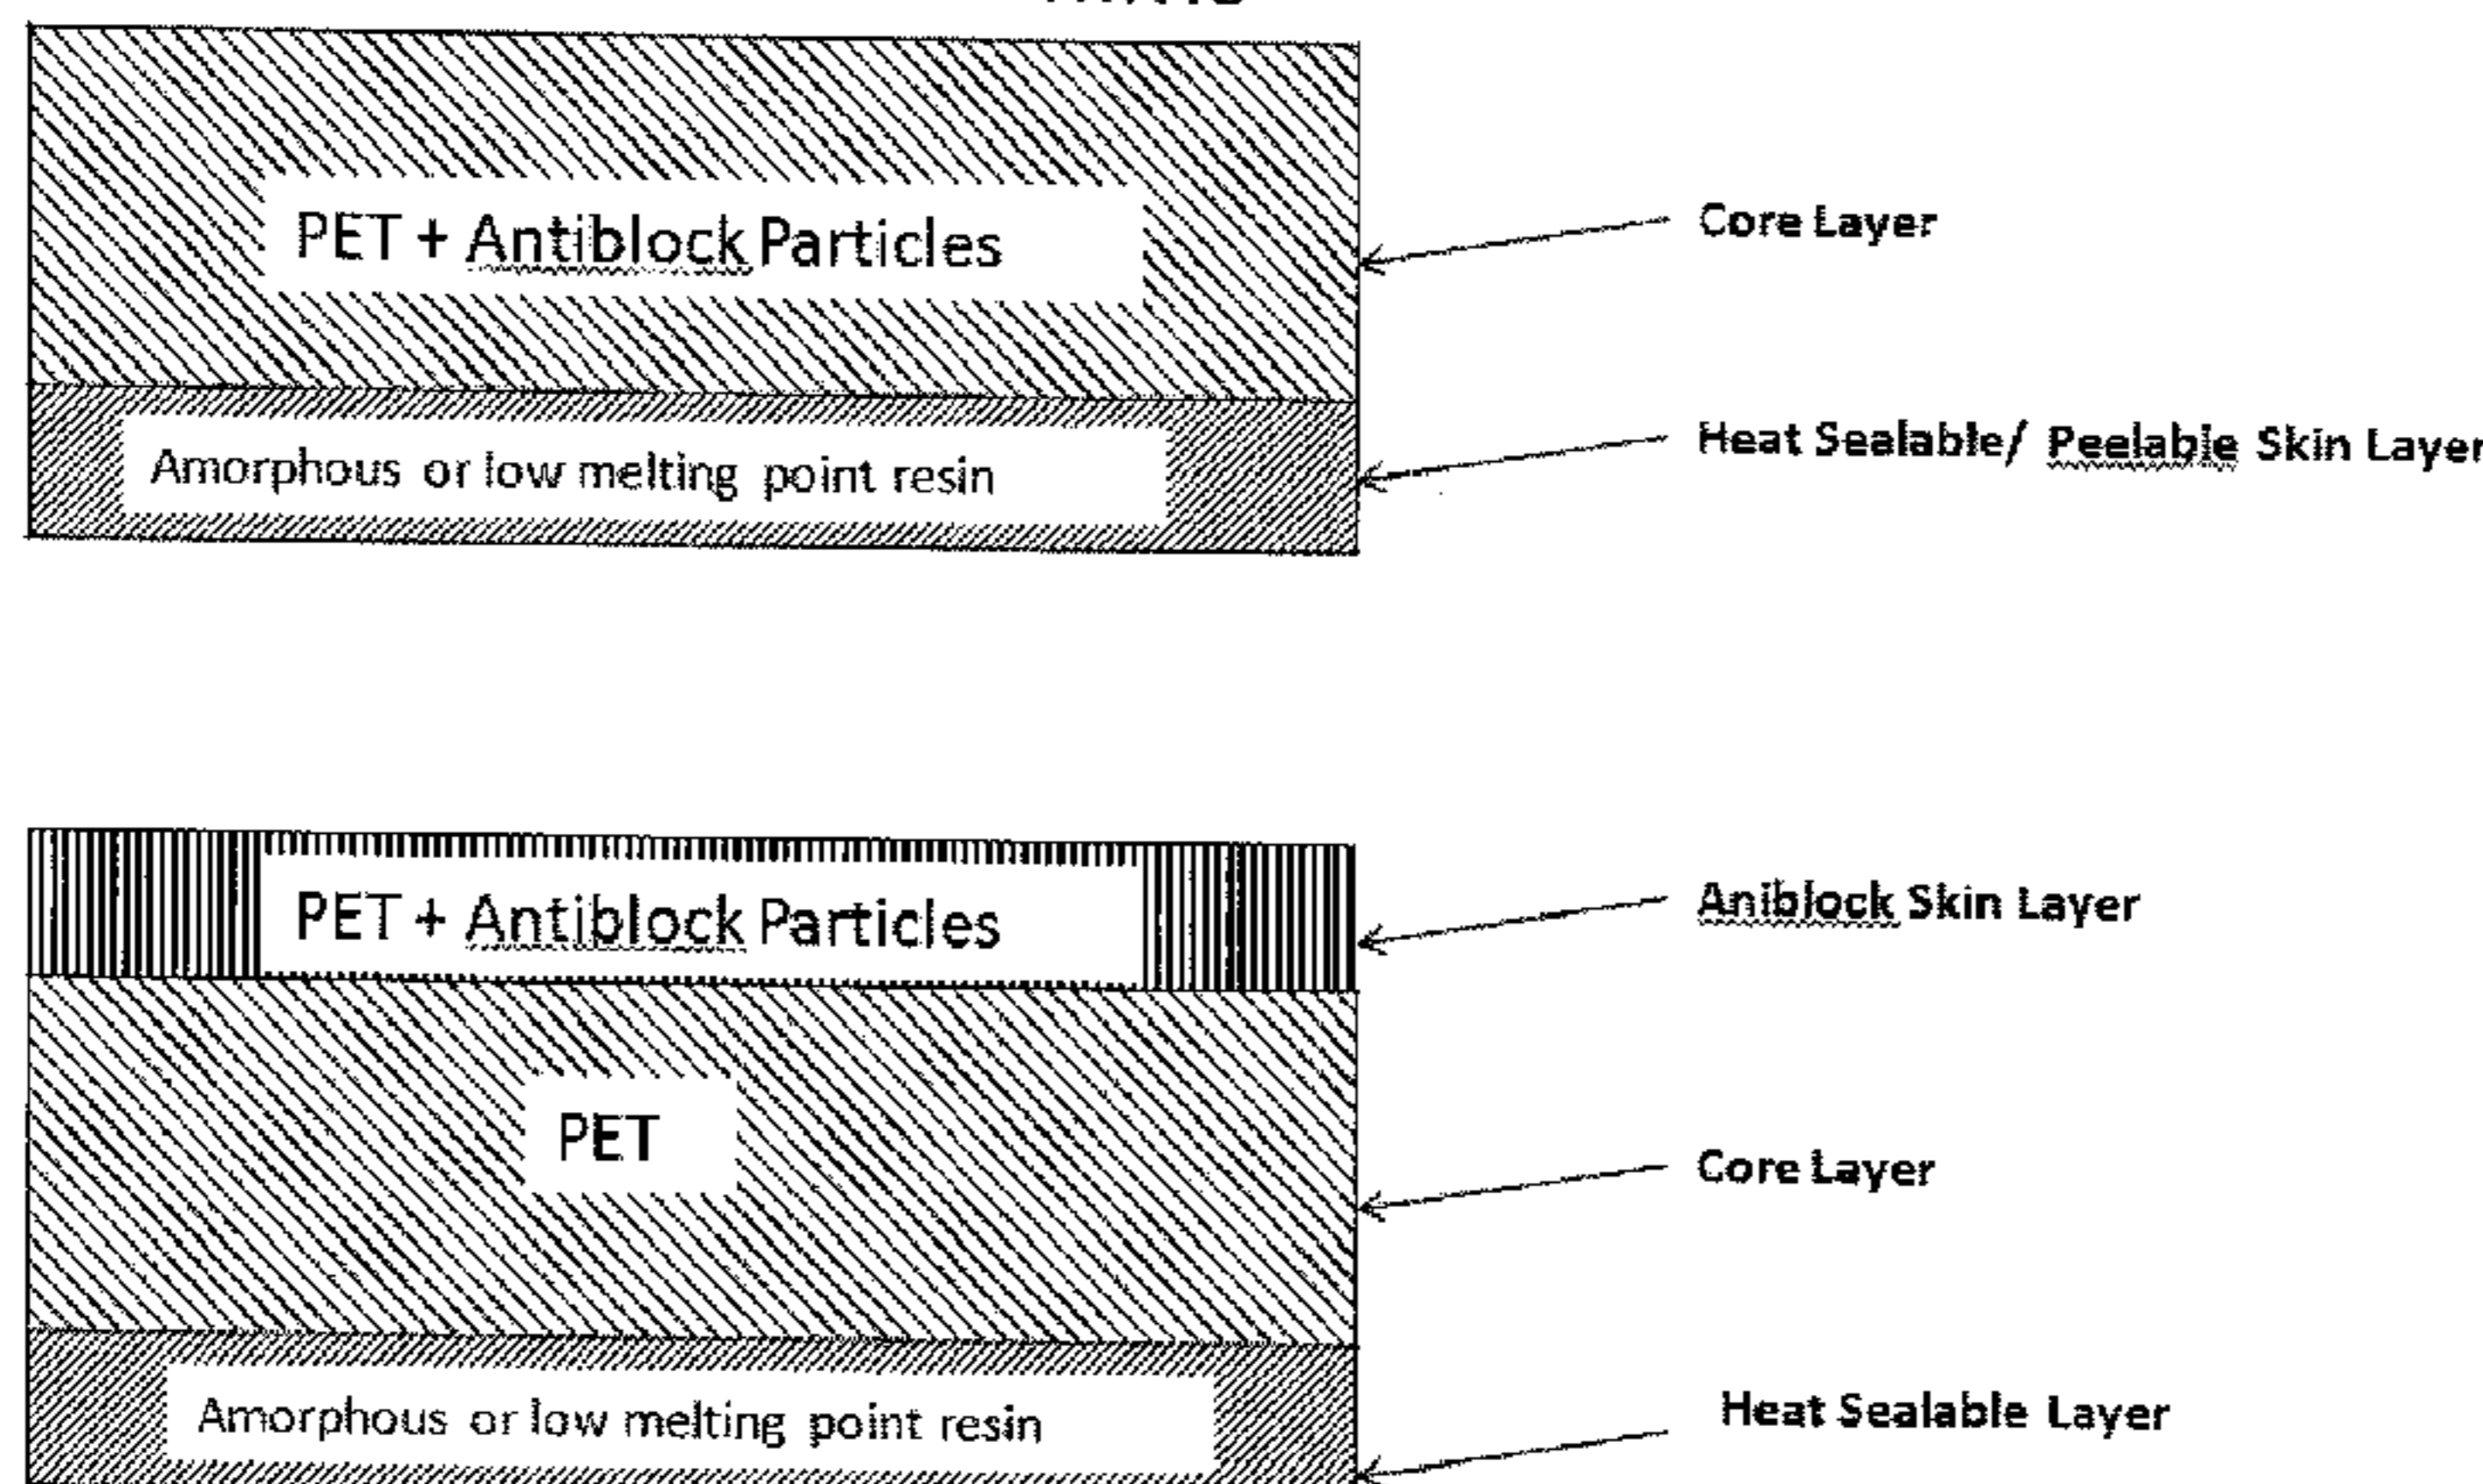 PET + Antiblock Particles
Core Layer
Amorphous or low melting point resin
Heat Sealable/ Peelable Skin Layer
PET + Antiblock Particles
Aniblock Skin Layer
PET
Core Layer
Amorphous or low melting point resin
Heat Sealable Layer